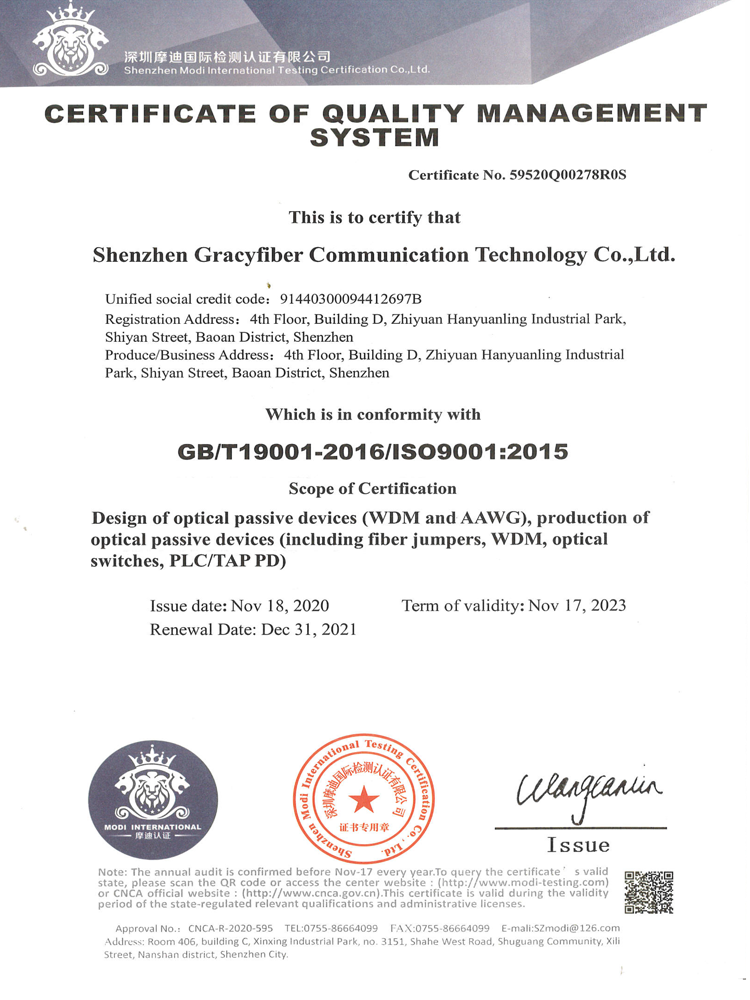 深圳摩迪国际检测认证有限公司
Shenzhen Modi International Testing Certification Co.,Ltd.
CERTIFICATE OF QUALITY MANAGEMENT
SYSTEM
Certificate No. 59520Q00278R0S
This is to certify that
Shenzhen Gracyfiber Communication Technology Co.,Ltd.
Unified social credit code： 91440300094412697B
Registration Address： 4th Floor, Building D, Zhiyuan Hanyuanling Industrial Park,
Shiyan Street, Baoan District, Shenzhen
Produce/Business Address： 4th Floor, Building D, Zhiyuan Hanyuanling Industrial
Park, Shiyan Street, Baoan District, Shenzhen
Which is in conformity with
GB/T19001-2016/ISO9001:2015
Scope of Certification
Design of optical passive devices (WDM and AAWG), production of
optical passive devices (including fiber jumpers, WDM, optical
switches, PLC/TAP PD)
Issue date: Nov 18, 2020 Term of validity: Nov 17, 2023
Renewal Date: Dec 31, 2021
MODI INTERNATIONAL
摩迪认证
Shenzhen Modi International Testing Certification Co., Ltd.
深圳摩迪国际检测认证有限公司
证书专用章
Issue
Note: The annual audit is confirmed before Nov-17 every year.To query the certificate's valid
state, please scan the QR code or access the center website : (http://www.modi-testing.com)
or CNCA official website : (http://www.cnca.gov.cn).This certificate is valid during the validity
period of the state-regulated relevant qualifications and administrative licenses.
Approval No.: CNCA-R-2020-595 TEL:0755-86664099 FAX:0755-86664099 E-mali:SZmodi@126.com
Address: Room 406, building C, Xinxing Industrial Park, no. 3151, Shahe West Road, Shuguang Community, Xili
Street, Nanshan district, Shenzhen City.